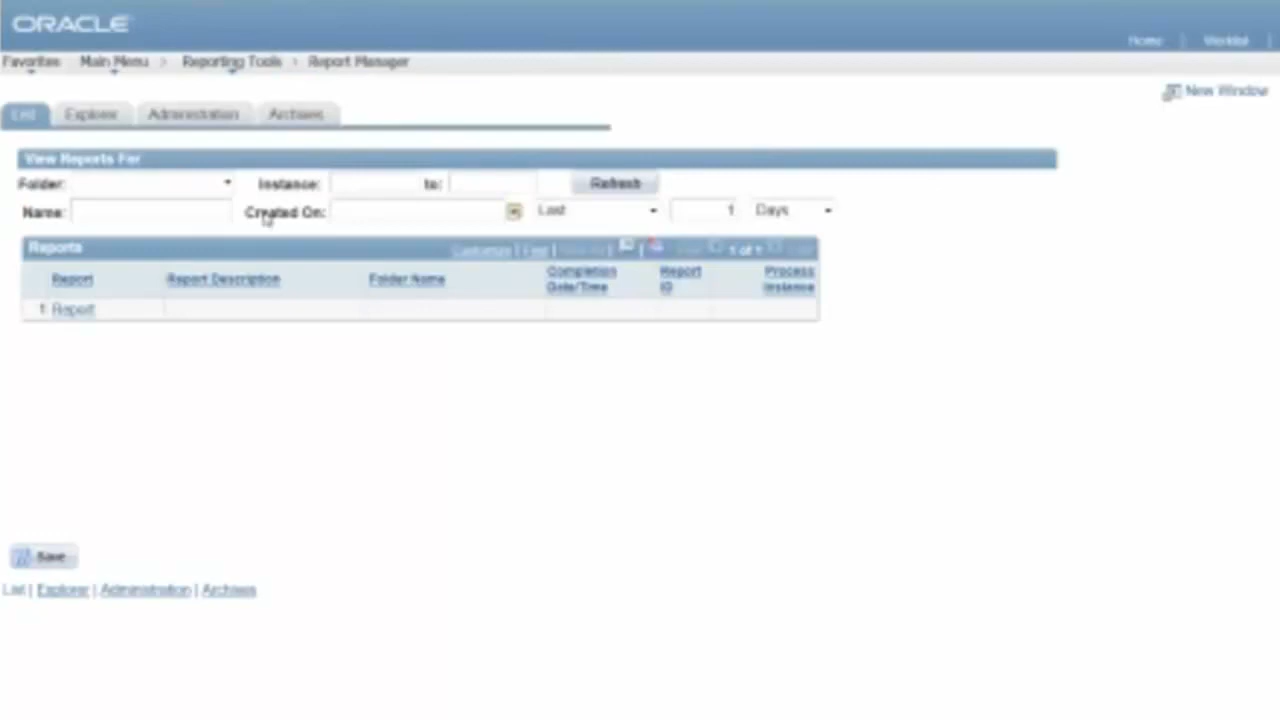 ORACLE
Home | Worklist |
Favorites Main Menu > Reporting Tools > Report Manager
New Window
List Explorer Administration Archives
View Reports For
Folder: Instance: to: Refresh
Name: Created On: Last 1 Days
Reports Customize | Find | | 1 of 1
Report Report Description Folder Name Completion Date/Time Report ID Process Instance
1 Report
Save
List | Explorer | Administration | Archives